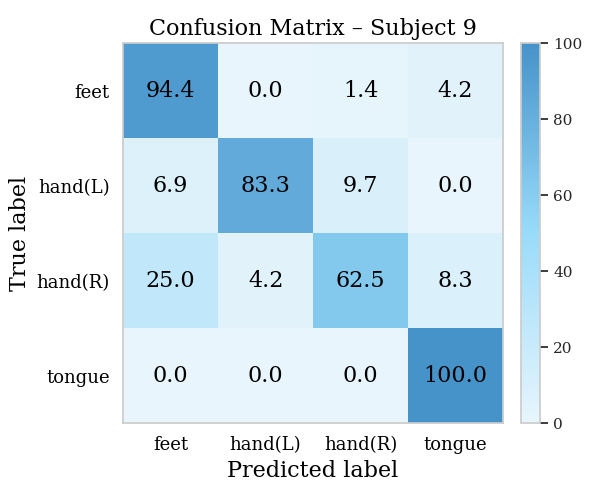 Confusion Matrix – Subject 9
True label
feet 94.4 0.0 1.4 4.2
hand(L) 6.9 83.3 9.7 0.0
hand(R) 25.0 4.2 62.5 8.3
tongue 0.0 0.0 0.0 100.0
feet hand(L) hand(R) tongue
Predicted label
100
80
60
40
20
0